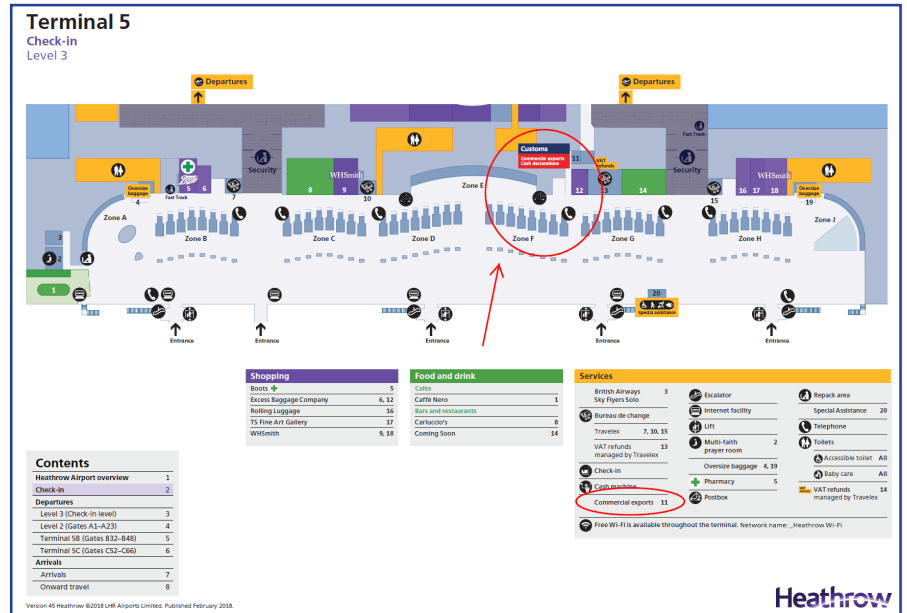 Terminal 5
Check-in
Level 3
Departures
Departures
Customs
Commercial exports
Cash declarations
VAT
refunds
Fast Track
Security
Security
WHSmith
WHSmith
Boots
Oversize
baggage
4
Fast Track
5
6
7
8
9
10
11
12
13
14
15
16
17
18
Oversize
baggage
19
Zone A
Zone B
Zone C
Zone D
Zone E
Zone F
Zone G
Zone H
Zone J
3
2
1
20
Special assistance
Entrance
Entrance
Entrance
Entrance
Entrance
Shopping
Boots 5
Excess Baggage Company 6, 12
Rolling Luggage 16
T5 Fine Art Gallery 17
WHSmith 9, 18
Food and drink
Cafés
Caffè Nero 1
Bars and restaurants
Carluccio's 8
Coming Soon 14
Services
British Airways 3
Sky Flyers Solo
Bureau de change
Travelex 7, 10, 15
VAT refunds 13
managed by Travelex
Check-in
Cash machine
Commercial exports 11
Escalator
Internet facility
Lift
Multi-faith 2
prayer room
Oversize baggage 4, 19
Pharmacy 5
Postbox
Repack area
Special Assistance 20
Telephone
Toilets
Accessible toilet All
Baby care All
VAT refunds 14
managed by Travelex
Free Wi-Fi is available throughout the terminal. Network name: _Heathrow Wi-Fi
Contents
Heathrow Airport overview 1
Check-in 2
Departures
Level 3 (Check-in level) 3
Level 2 (Gates A1–A23) 4
Terminal 5B (Gates B32–B48) 5
Terminal 5C (Gates C52–C66) 6
Arrivals
Arrivals 7
Onward travel 8
Version 45 Heathrow ©2018 LHR Airports Limited. Published February 2018.
Heathrow